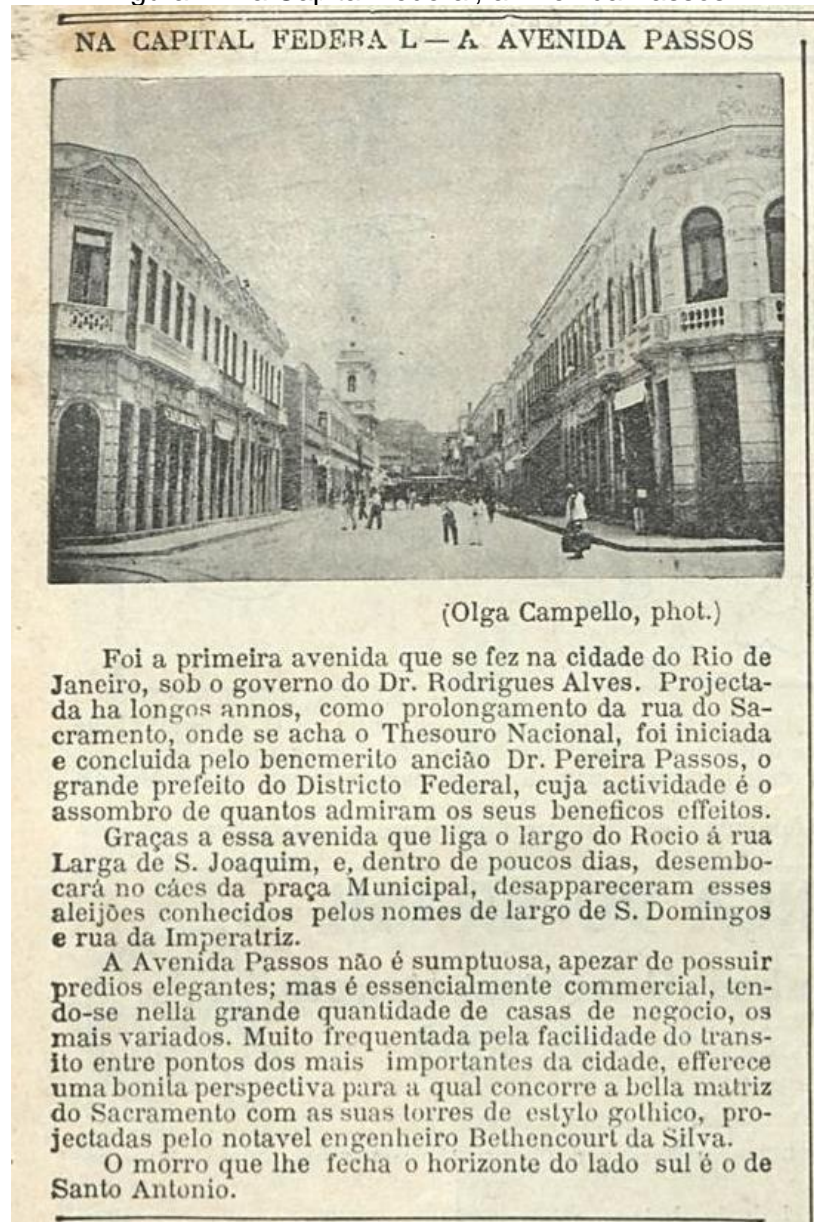 NA CAPITAL FEDERA L — A AVENIDA PASSOS
(Olga Campello, phot.)
Foi a primeira avenida que se fez na cidade do Rio de
Janeiro, sob o governo do Dr. Rodrigues Alves. Projecta-
da ha longos annos, como prolongamento da rua do Sa-
cramento, onde se acha o Thesouro Nacional, foi iniciada
e concluida pelo benemerito ancião Dr. Pereira Passos, o
grande prefeito do Districto Federal, cuja actividade é o
assombro de quantos admiram os seus beneficos effeitos.
Graças a essa avenida que liga o largo do Rocio á rua
Larga de S. Joaquim, e, dentro de poucos dias, desembo-
cará no cáes da praça Municipal, desappareceram esses
aleijões conhecidos pelos nomes de largo de S. Domingos
e rua da Imperatriz.
A Avenida Passos não é sumptuosa, apezar de possuir
predios elegantes; mas é essencialmente commercial, ten-
do-se nella grande quantidade de casas de negocio, os
mais variados. Muito frequentada pela facilidade do trans-
ito entre pontos dos mais importantes da cidade, efferece
uma bonita perspectiva para a qual concorre a bella matriz
do Sacramento com as suas torres de estylo gothico, pro-
jectadas pelo notavel engenheiro Bethencourt da Silva.
O morro que lhe fecha o horizonte do lado sul é o de
Santo Antonio.